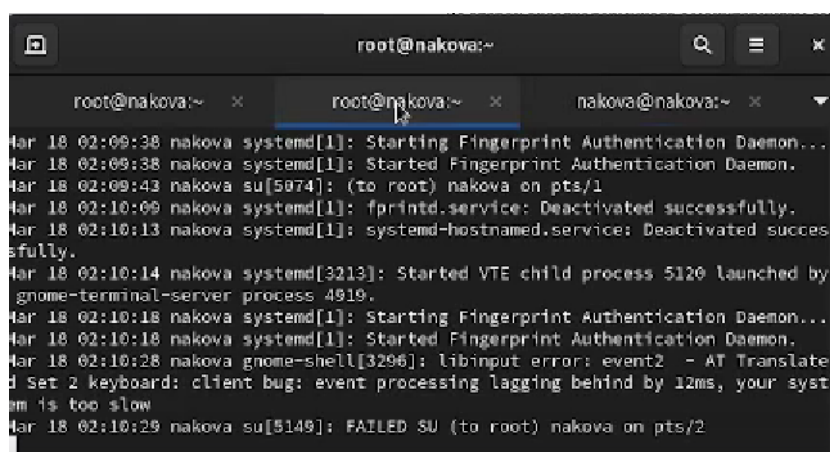 root@nakova:~
root@nakova:~ × root@nakova:~ × nakova@nakova:~ ×
Mar 18 02:09:38 nakova systemd[1]: Starting Fingerprint Authentication Daemon...
Mar 18 02:09:38 nakova systemd[1]: Started Fingerprint Authentication Daemon.
Mar 18 02:09:43 nakova su[5074]: (to root) nakova on pts/1
Mar 18 02:10:09 nakova systemd[1]: fprintd.service: Deactivated successfully.
Mar 18 02:10:13 nakova systemd[1]: systemd-hostnamed.service: Deactivated succes
sfully.
Mar 18 02:10:14 nakova systemd[3213]: Started VTE child process 5120 launched by
gnome-terminal-server process 4919.
Mar 18 02:10:18 nakova systemd[1]: Starting Fingerprint Authentication Daemon...
Mar 18 02:10:18 nakova systemd[1]: Started Fingerprint Authentication Daemon.
Mar 18 02:10:28 nakova gnome-shell[3296]: libinput error: event2  - AT Translate
d Set 2 keyboard: client bug: event processing lagging behind by 12ms, your syst
em is too slow
Mar 18 02:10:29 nakova su[5149]: FAILED SU (to root) nakova on pts/2